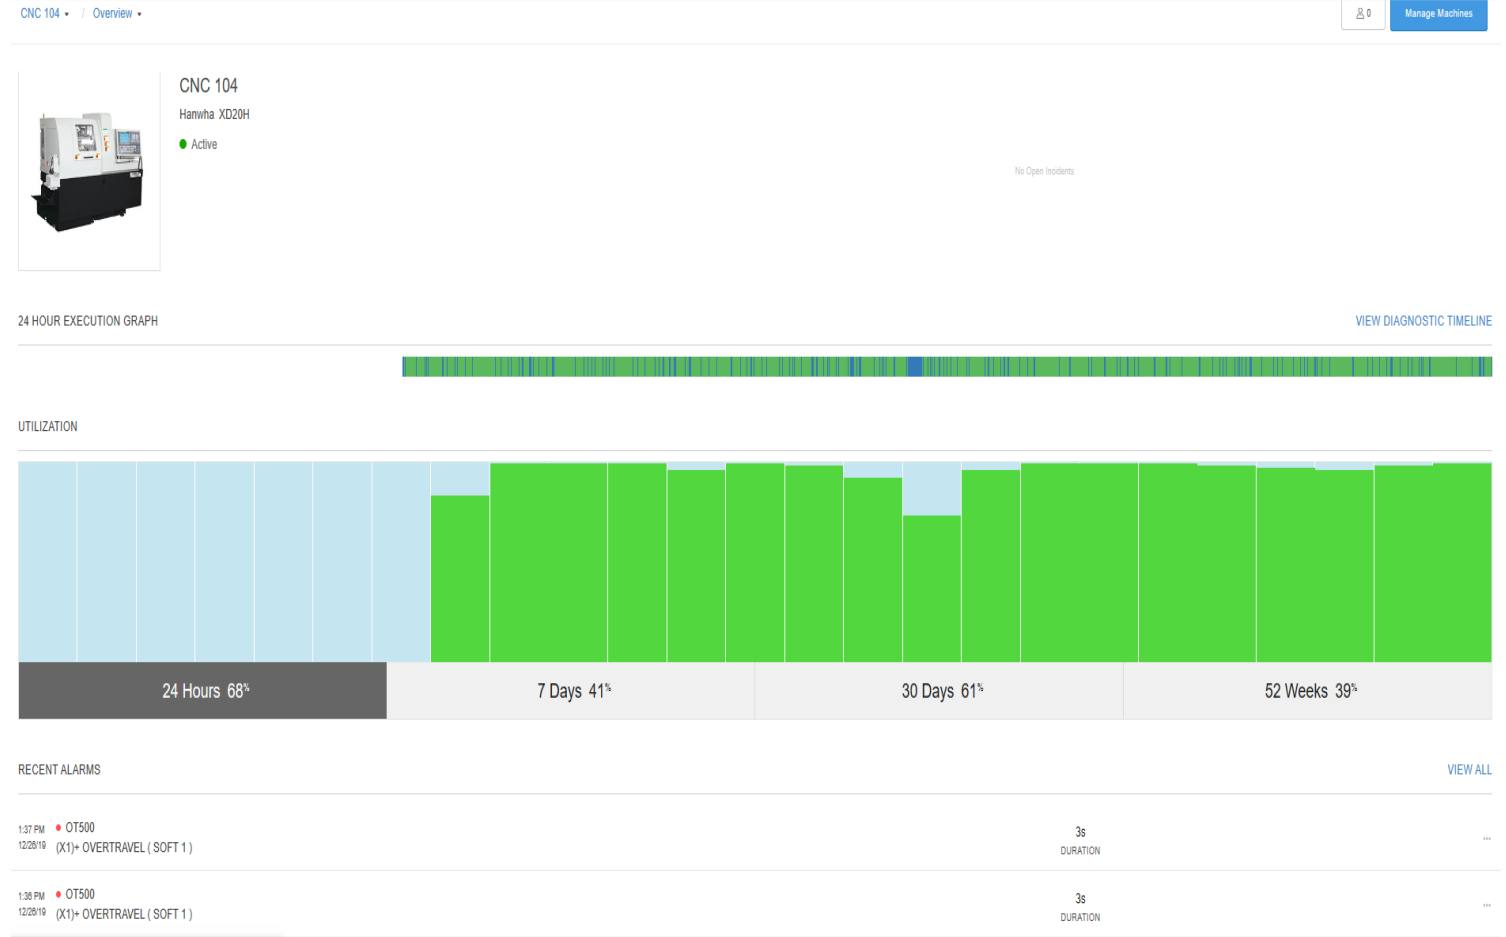 CNC 104 / Overview
0
Manage Machines
CNC 104
Hanwha XD20H
Active
No Open Incidents
24 HOUR EXECUTION GRAPH
VIEW DIAGNOSTIC TIMELINE
UTILIZATION
24 Hours 68%
7 Days 41%
30 Days 61%
52 Weeks 39%
RECENT ALARMS
VIEW ALL
1:37 PM OT500
12/26/19 (X1)+ OVERTRAVEL ( SOFT 1 )
3s
DURATION
...
1:36 PM OT500
12/26/19 (X1)+ OVERTRAVEL ( SOFT 1 )
3s
DURATION
...